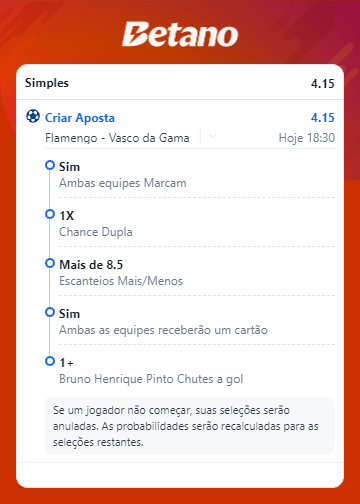 Betano
Simples 4.15
Criar Aposta 4.15
Flamengo - Vasco da Gama Hoje 18:30
Sim
Ambas equipes Marcam
1X
Chance Dupla
Mais de 8.5
Escanteios Mais/Menos
Sim
Ambas as equipes receberão um cartão
1+
Bruno Henrique Pinto Chutes a gol
Se um jogador não começar, suas seleções serão
anuladas. As probabilidades serão recalculadas para as
seleções restantes.